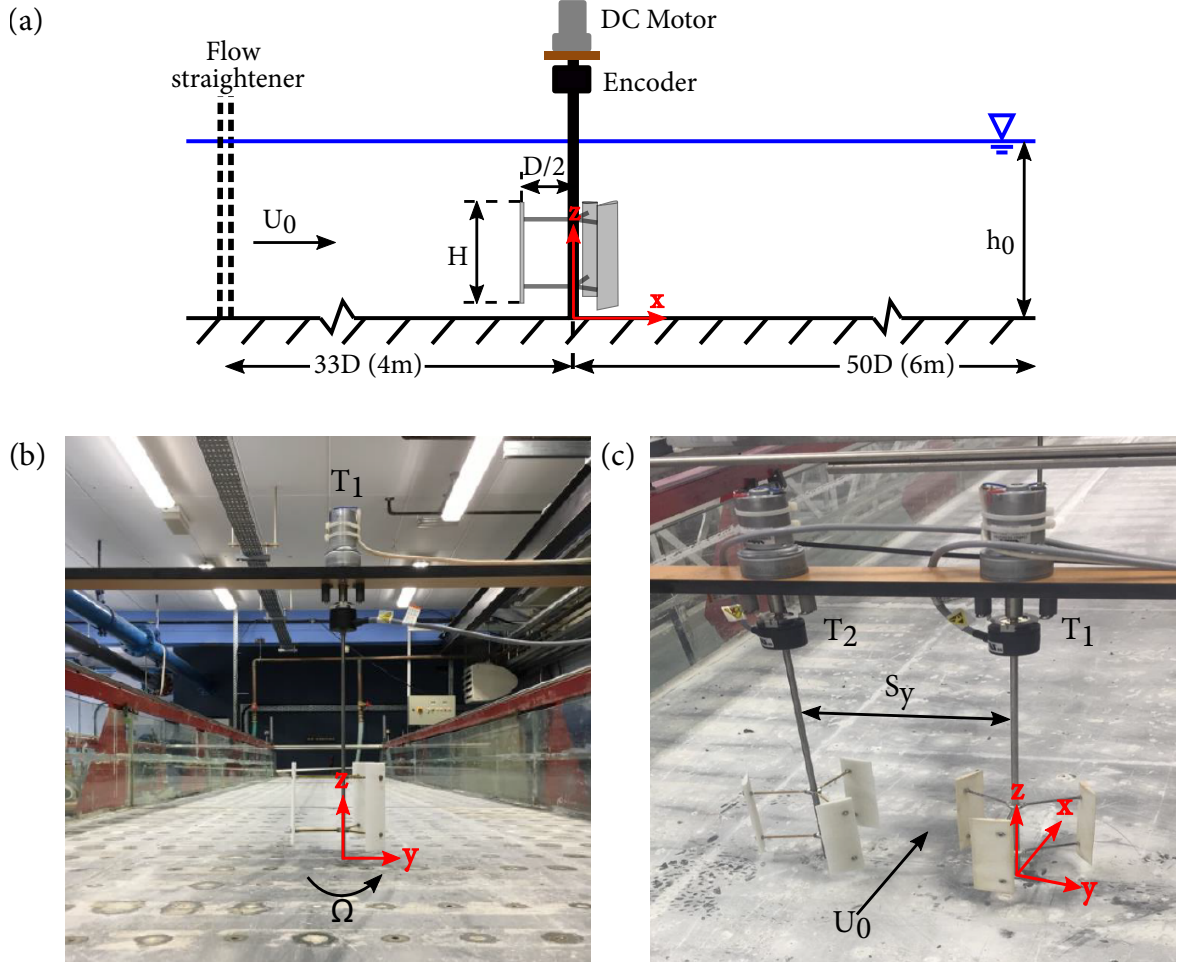 (a)
DC Motor
Flow
straightener
Encoder
D/2
z
U0
H
h0
x
33D (4m)
50D (6m)
(b)
T1
z
y
Ω
(c)
T2
T1
Sy
z
x
y
U0